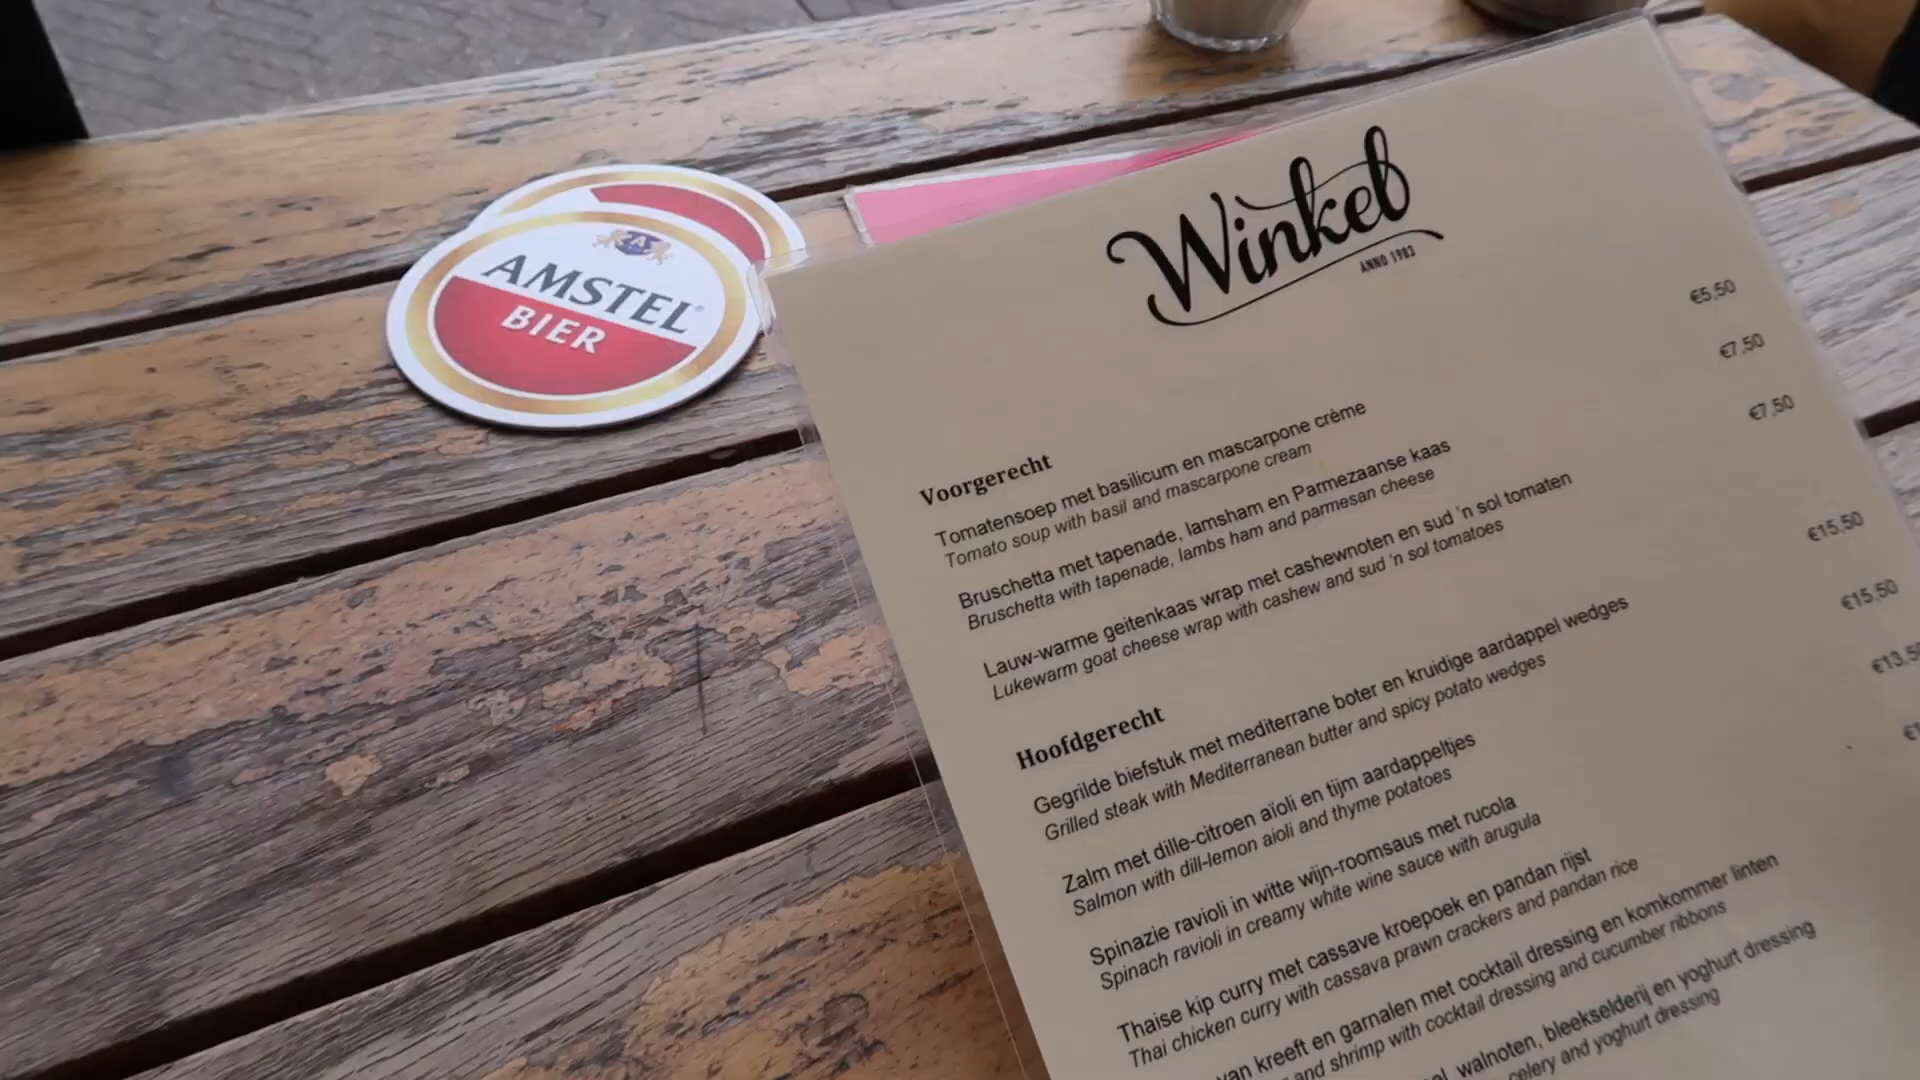 AMSTEL
BIER
Winkel
ANNO 1983
Voorgerecht
Tomatensoep met basilicum en mascarpone crème €5,50
Tomato soup with basil and mascarpone cream
Bruschetta met tapenade, lamsham en Parmezaanse kaas €7,50
Bruschetta with tapenade, lambs ham and parmesan cheese
Lauw-warme geitenkaas wrap met cashewnoten en sud 'n sol tomaten €7,50
Lukewarm goat cheese wrap with cashew and sud 'n sol tomatoes
Hoofdgerecht
Gegrilde biefstuk met mediterrane boter en kruidige aardappel wedges €15,50
Grilled steak with Mediterranean butter and spicy potato wedges
Zalm met dille-citroen aïoli en tijm aardappeltjes €15,50
Salmon with dill-lemon aioli and thyme potatoes
Spinazie ravioli in witte wijn-roomsaus met rucola €13,50
Spinach ravioli in creamy white wine sauce with arugula
Thaise kip curry met cassave kroepoek en pandan rijst
Thai chicken curry with cassava prawn crackers and pandan rice
van kreeft en garnalen met cocktail dressing en komkommer linten
and shrimp with cocktail dressing and cucumber ribbons
walnoten, bleekselderij en yoghurt dressing
celery and yoghurt dressing